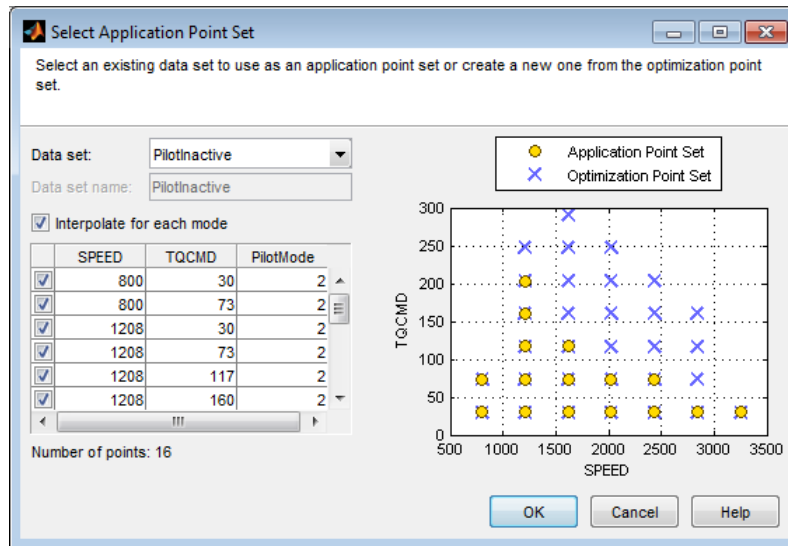 Select Application Point Set
Select an existing data set to use as an application point set or create a new one from the optimization point
set.
Data set: PilotInactive
Data set name: PilotInactive
Interpolate for each mode
SPEED TQCMD PilotMode
800 30 2
800 73 2
1208 30 2
1208 73 2
1208 117 2
1208 160 2
Number of points: 16
Application Point Set
Optimization Point Set
300
250
200
150
100
50
0
TQCMD
500 1000 1500 2000 2500 3000 3500
SPEED
OK Cancel Help